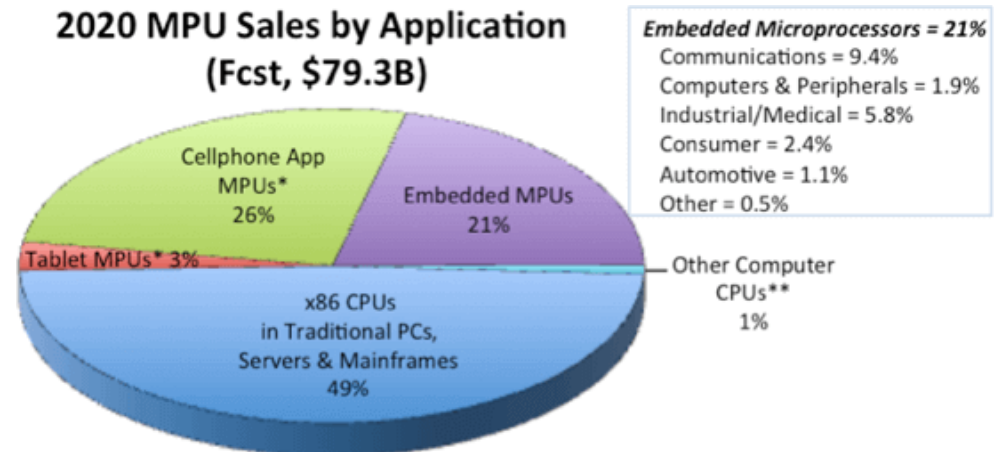 2020 MPU Sales by Application
(Fcst, $79.3B)
Embedded Microprocessors = 21%
Communications = 9.4%
Computers & Peripherals = 1.9%
Industrial/Medical = 5.8%
Consumer = 2.4%
Automotive = 1.1%
Other = 0.5%
Cellphone App
MPUs*
26%
Embedded MPUs
21%
Tablet MPUs* 3%
Other Computer
CPUs**
1%
x86 CPUs
in Traditional PCs,
Servers & Mainframes
49%